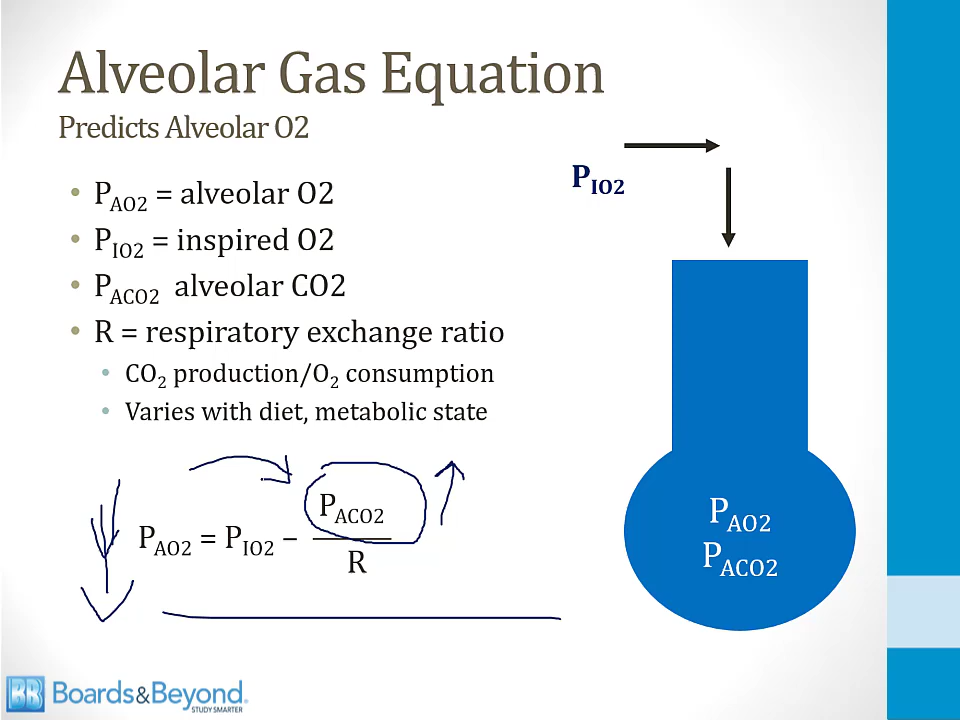 Alveolar Gas Equation
Predicts Alveolar O2
• P_AO2 = alveolar O2
• P_IO2 = inspired O2
• P_ACO2 alveolar CO2
• R = respiratory exchange ratio
• CO₂ production/O₂ consumption
• Varies with diet, metabolic state
P_AO2 = P_IO2 – P_ACO2 / R
P_IO2
P_AO2
P_ACO2
BB Boards&Beyond.
STUDY SMARTER